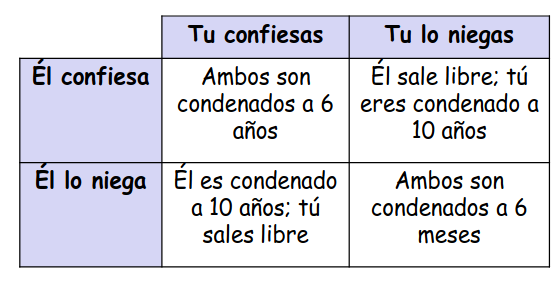 Tu confiesas
Tu lo niegas
Él confiesa
Ambos son
condenados a 6
años
Él sale libre; tú
eres condenado a
10 años
Él lo niega
Él es condenado
a 10 años; tú
sales libre
Ambos son
condenados a 6
meses